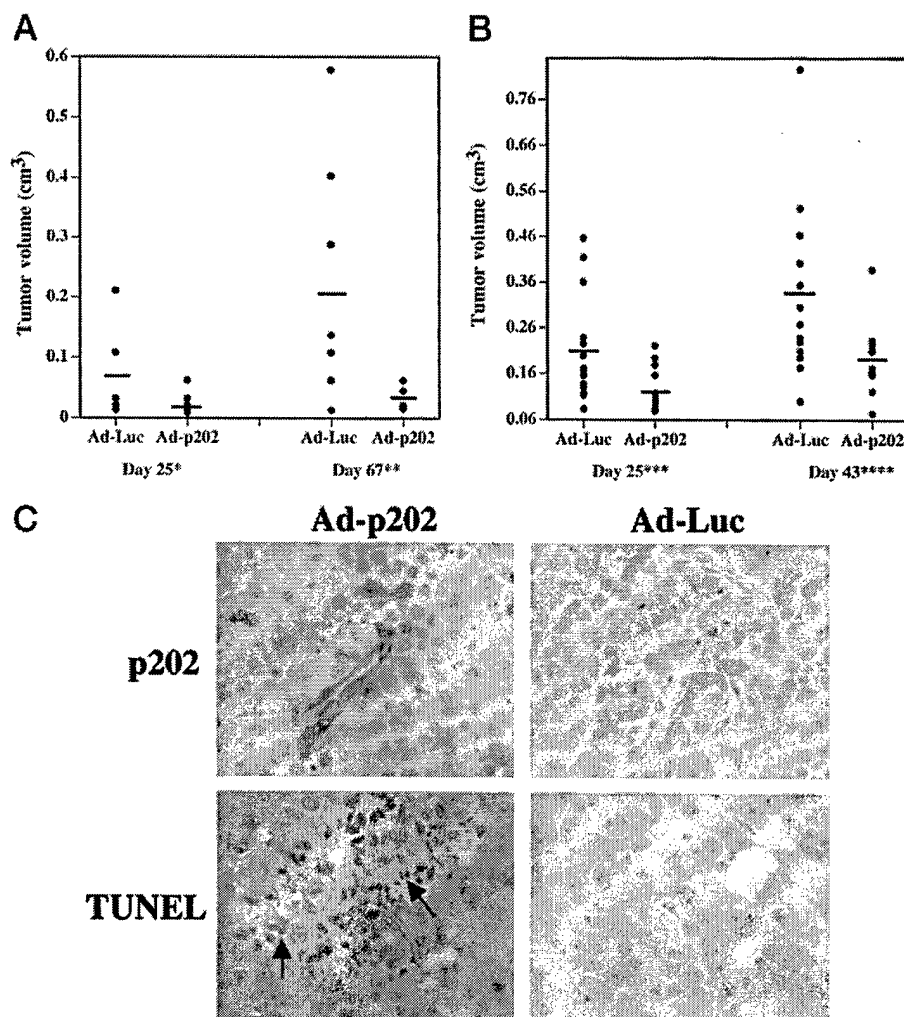 A
Tumor volume (cm3)
0.6
0.5
0.4
0.3
0.2
0.1
0
Ad-Luc Ad-p202 Ad-Luc Ad-p202
Day 25* Day 67**
B
Tumor volume (cm3)
0.76
0.66
0.56
0.46
0.36
0.26
0.16
0.06
Ad-Luc Ad-p202 Ad-Luc Ad-p202
Day 25*** Day 43****
C
Ad-p202 Ad-Luc
p202
TUNEL